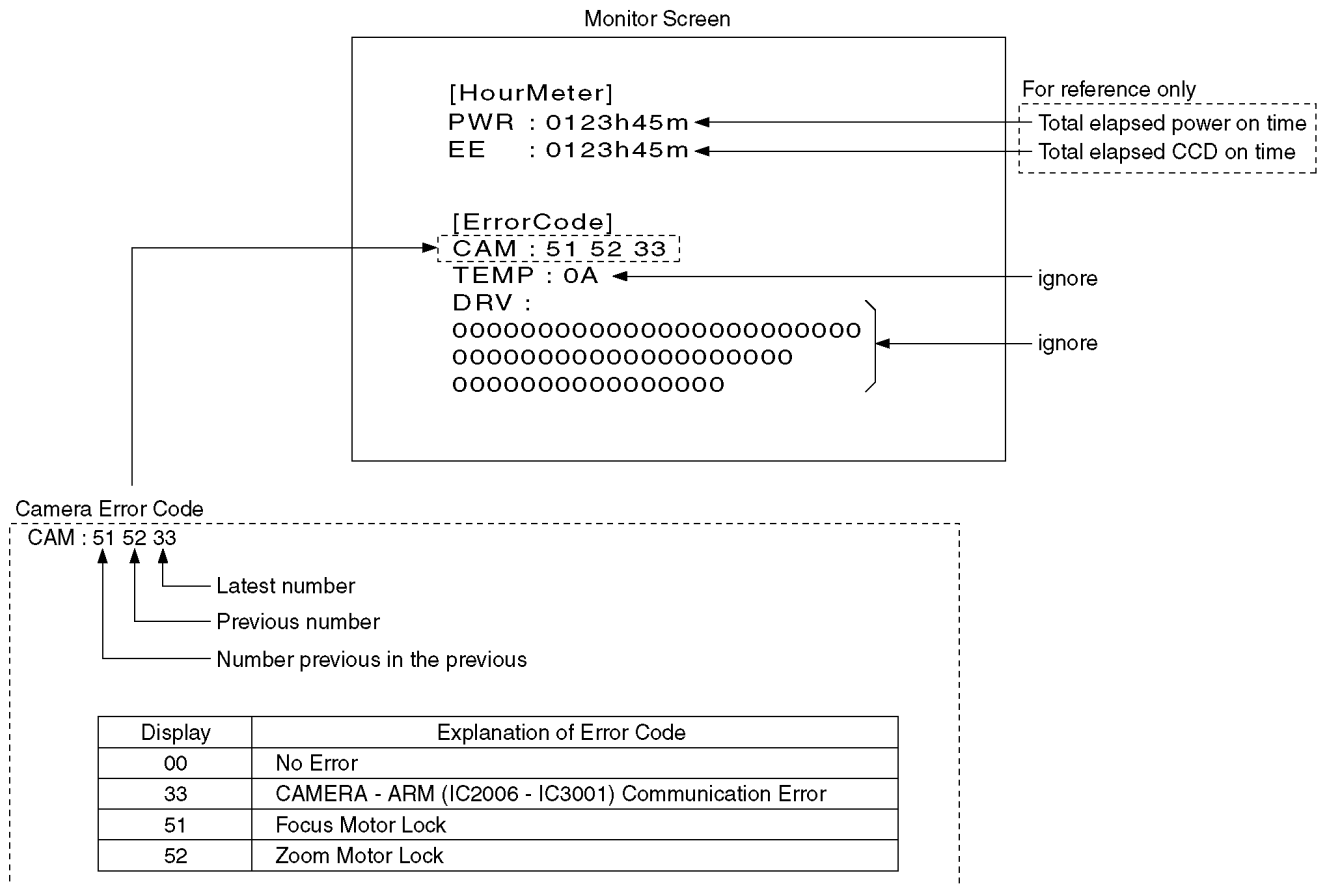 Monitor Screen
[HourMeter]
PWR : 0123h45m
EE : 0123h45m
For reference only
Total elapsed power on time
Total elapsed CCD on time
[ErrorCode]
CAM : 51 52 33
TEMP : 0A
ignore
DRV :
000000000000000000000000
00000000000000000000
0000000000000000
ignore
Camera Error Code
CAM : 51 52 33
Latest number
Previous number
Number previous in the previous
Display Explanation of Error Code
00 No Error
33 CAMERA - ARM (IC2006 - IC3001) Communication Error
51 Focus Motor Lock
52 Zoom Motor Lock